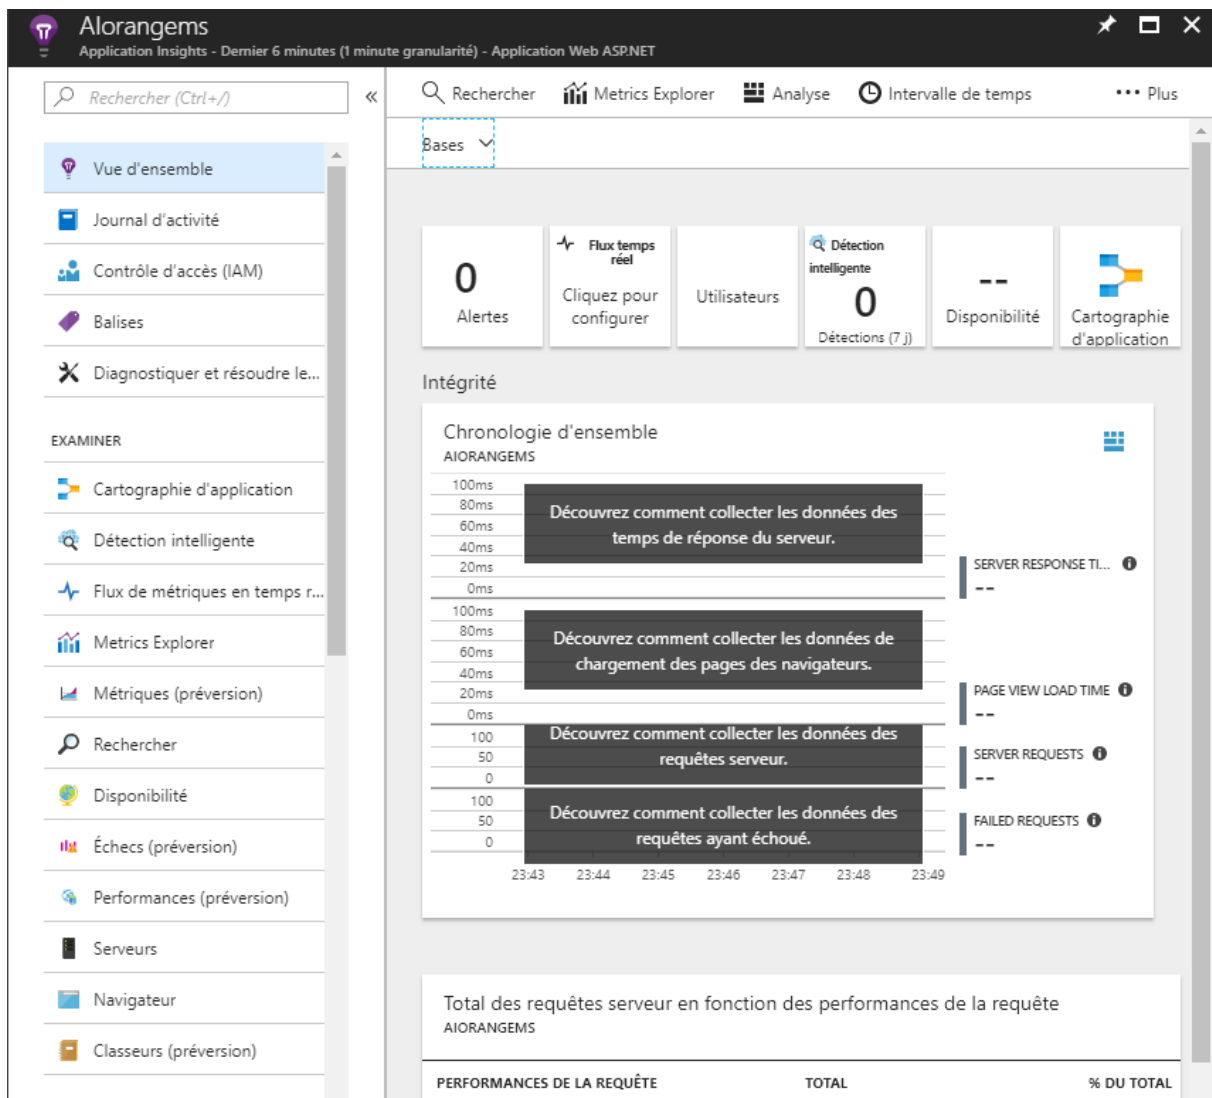 AIorangems
Application Insights - Dernier 6 minutes (1 minute granularité) - Application Web ASP.NET
Rechercher (Ctrl+/)
«
Vue d'ensemble
Journal d'activité
Contrôle d'accès (IAM)
Balises
Diagnostiquer et résoudre le...
EXAMINER
Cartographie d'application
Détection intelligente
Flux de métriques en temps r...
Metrics Explorer
Métriques (préversion)
Rechercher
Disponibilité
Échecs (préversion)
Performances (préversion)
Serveurs
Navigateur
Classeurs (préversion)
Rechercher
Metrics Explorer
Analyse
Intervalle de temps
••• Plus
Bases
0
Alertes
Flux temps
réel
Cliquez pour
configurer
Utilisateurs
Détection
intelligente
0
Détections (7 j)
--
Disponibilité
Cartographie
d'application
Intégrité
Chronologie d'ensemble
AIORANGEMS
100ms
80ms
60ms
40ms
20ms
0ms
Découvrez comment collecter les données des
temps de réponse du serveur.
SERVER RESPONSE TI...
--
100ms
80ms
60ms
40ms
20ms
0ms
Découvrez comment collecter les données de
chargement des pages des navigateurs.
PAGE VIEW LOAD TIME
--
100
50
0
Découvrez comment collecter les données des
requêtes serveur.
SERVER REQUESTS
--
100
50
0
Découvrez comment collecter les données des
requêtes ayant échoué.
FAILED REQUESTS
--
23:43 23:44 23:45 23:46 23:47 23:48 23:49
Total des requêtes serveur en fonction des performances de la requête
AIORANGEMS
PERFORMANCES DE LA REQUÊTE TOTAL % DU TOTAL